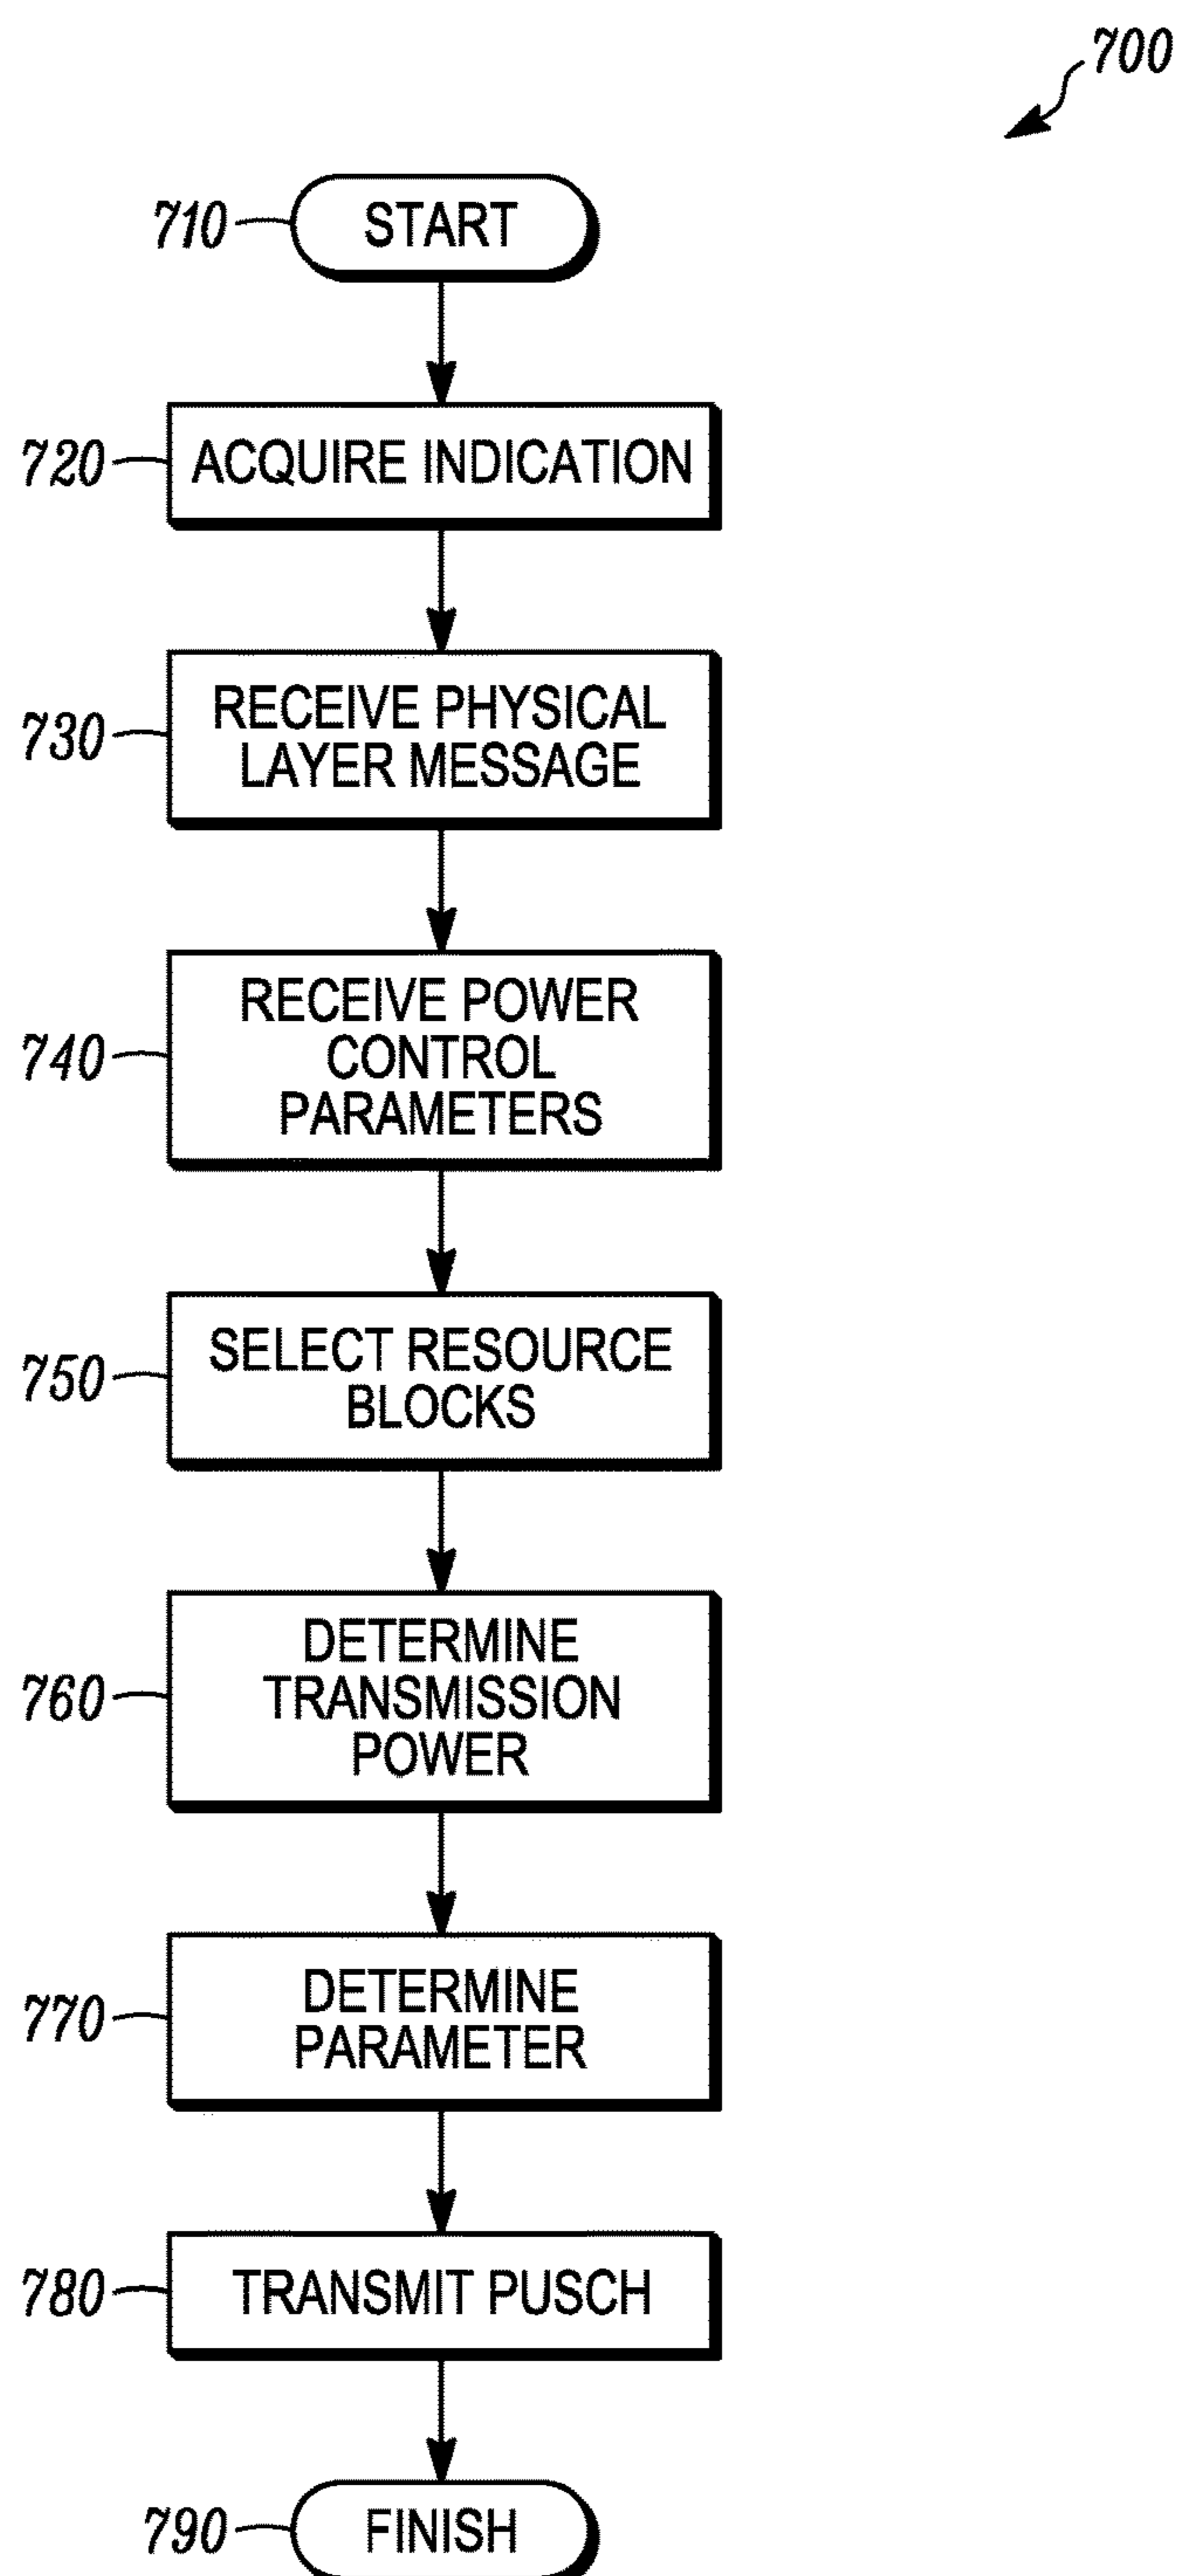 700
710
START
720
ACQUIRE INDICATION
730
RECEIVE PHYSICAL
LAYER MESSAGE
740
RECEIVE POWER
CONTROL
PARAMETERS
750
SELECT RESOURCE
BLOCKS
760
DETERMINE
TRANSMISSION
POWER
770
DETERMINE
PARAMETER
780
TRANSMIT PUSCH
790
FINISH